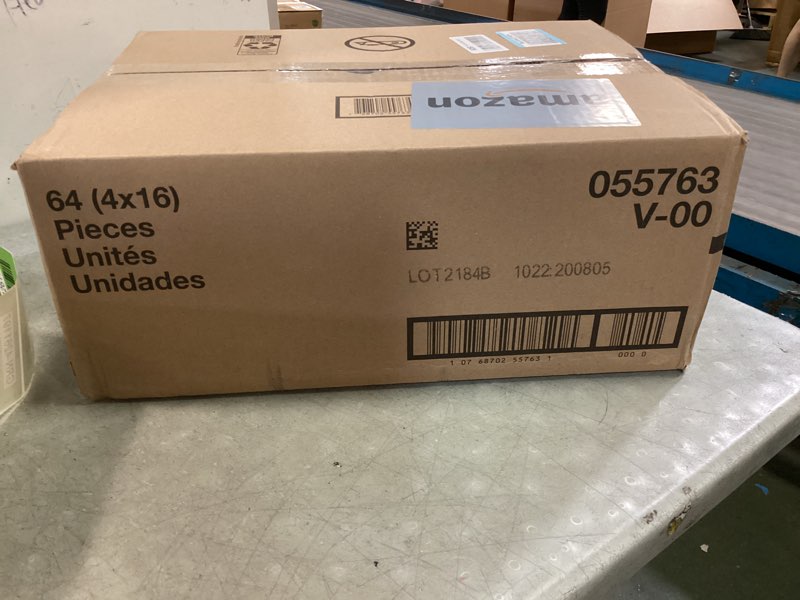 amazon
64 (4x16)
Pieces
Unités
Unidades
055763
V-00
LOT2184B 1022:200805
1 07 68702 55763 1
000 0